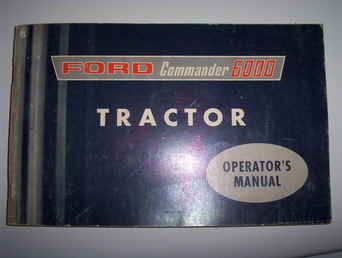 FORD Commander 6000
TRACTOR
OPERATOR'S
MANUAL